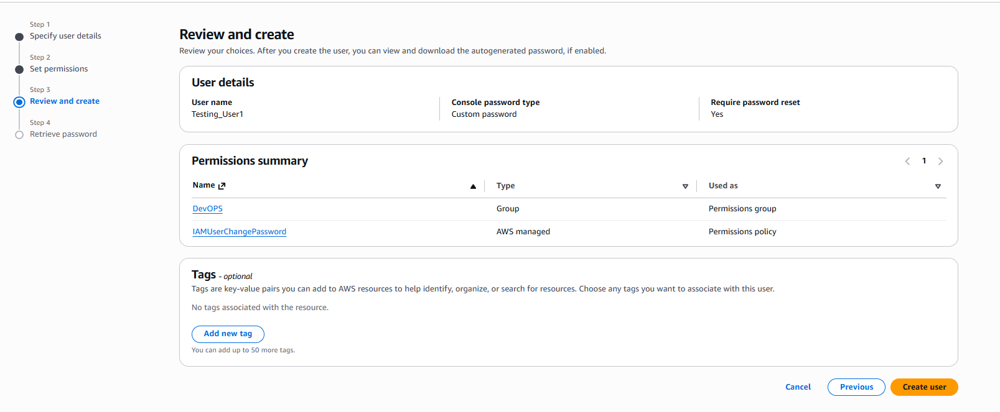 Step 1
Specify user details
Step 2
Set permissions
Step 3
Review and create
Step 4
Retrieve password
Review and create
Review your choices. After you create the user, you can view and download the autogenerated password, if enabled.
User details
User name
Testing_User1
Console password type
Custom password
Require password reset
Yes
Permissions summary
1
Name Type Used as
DevOPS Group Permissions group
IAMUserChangePassword AWS managed Permissions policy
Tags - optional
Tags are key-value pairs you can add to AWS resources to help identify, organize, or search for resources. Choose any tags you want to associate with this user.
No tags associated with the resource.
Add new tag
You can add up to 50 more tags.
Cancel Previous Create user